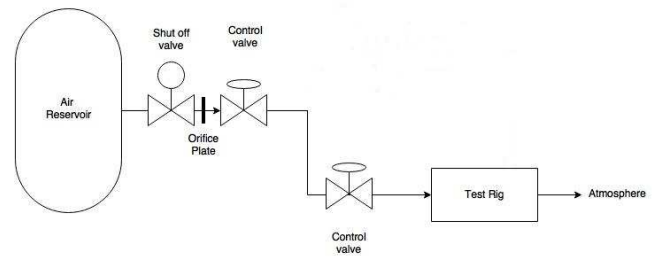 Shut off
valve
Control
valve
Air
Reservoir
Orifice
Plate
Test Rig
Atmosphere
Control
valve